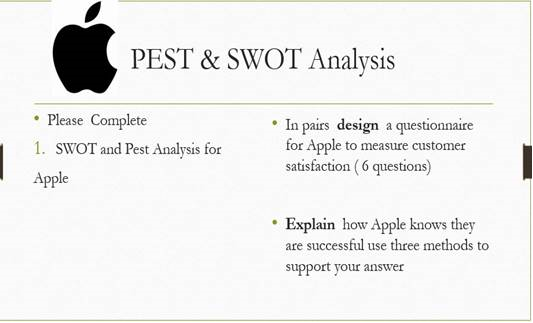 PEST & SWOT Analysis
• Please Complete
1. SWOT and Pest Analysis for
Apple
• In pairs design a questionnaire
for Apple to measure customer
satisfaction ( 6 questions)
• Explain how Apple knows they
are successful use three methods to
support your answer